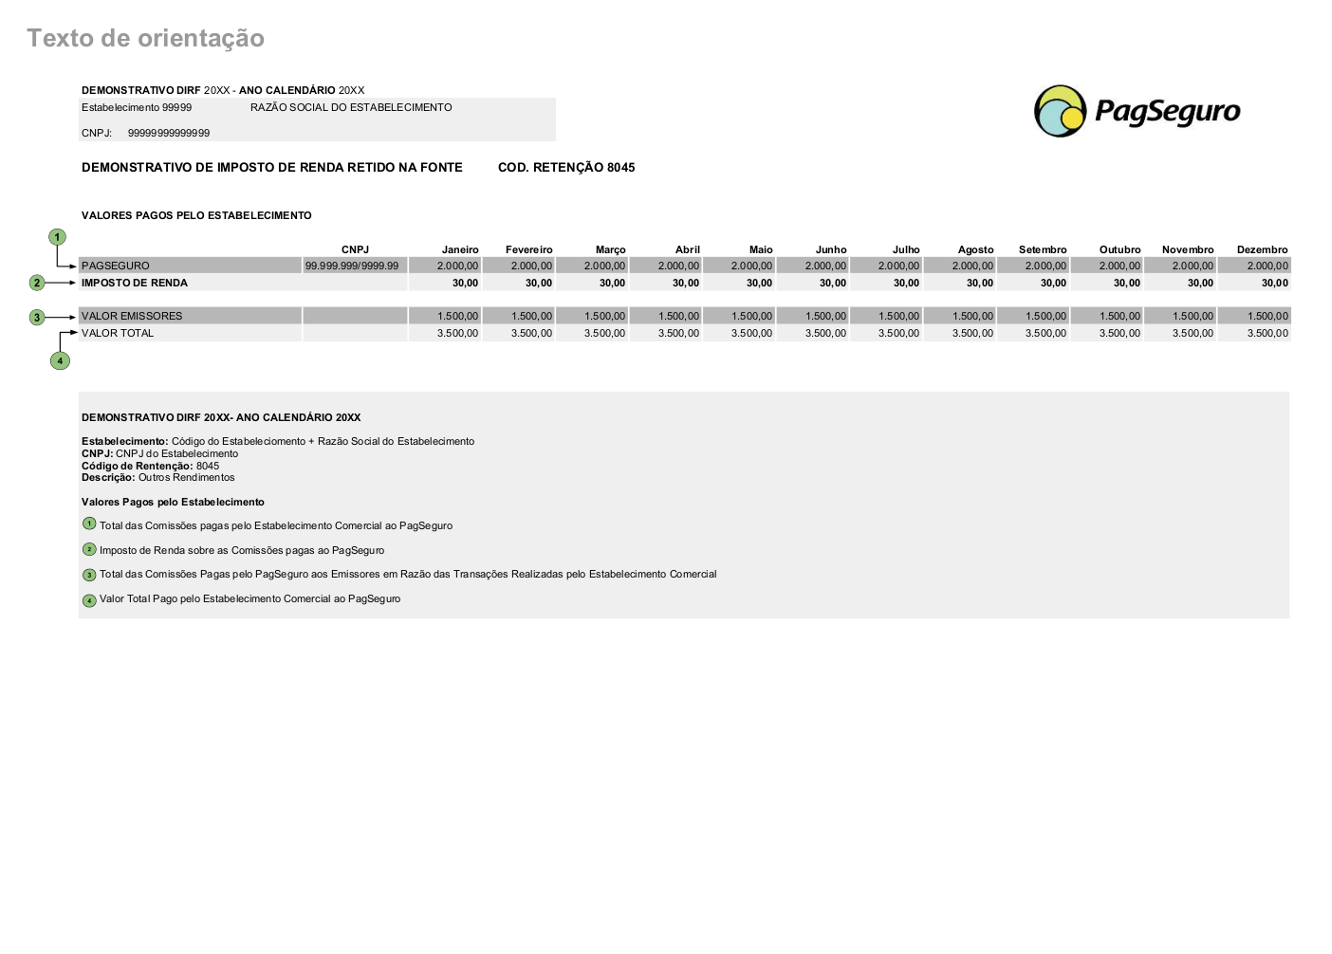 Texto de orientação
DEMONSTRATIVO DIRF 20XX - ANO CALENDÁRIO 20XX
Estabelecimento 99999 RAZÃO SOCIAL DO ESTABELECIMENTO
CNPJ: 99999999999999
PagSeguro
DEMONSTRATIVO DE IMPOSTO DE RENDA RETIDO NA FONTE COD. RETENÇÃO 8045
VALORES PAGOS PELO ESTABELECIMENTO
1
CNPJ Janeiro Fevereiro Março Abril Maio Junho Julho Agosto Setembro Outubro Novembro Dezembro
PAGSEGURO 99.999.999/9999.99 2.000,00 2.000,00 2.000,00 2.000,00 2.000,00 2.000,00 2.000,00 2.000,00 2.000,00 2.000,00 2.000,00 2.000,00
2 IMPOSTO DE RENDA 30,00 30,00 30,00 30,00 30,00 30,00 30,00 30,00 30,00 30,00 30,00 30,00
3 VALOR EMISSORES 1.500,00 1.500,00 1.500,00 1.500,00 1.500,00 1.500,00 1.500,00 1.500,00 1.500,00 1.500,00 1.500,00 1.500,00
VALOR TOTAL 3.500,00 3.500,00 3.500,00 3.500,00 3.500,00 3.500,00 3.500,00 3.500,00 3.500,00 3.500,00 3.500,00 3.500,00
4
DEMONSTRATIVO DIRF 20XX- ANO CALENDÁRIO 20XX
Estabelecimento: Código do Estabeleciomento + Razão Social do Estabelecimento
CNPJ: CNPJ do Estabelecimento
Código de Rentenção: 8045
Descrição: Outros Rendimentos
Valores Pagos pelo Estabelecimento
1 Total das Comissões pagas pelo Estabelecimento Comercial ao PagSeguro
2 Imposto de Renda sobre as Comissões pagas ao PagSeguro
3 Total das Comissões Pagas pelo PagSeguro aos Emissores em Razão das Transações Realizadas pelo Estabelecimento Comercial
4 Valor Total Pago pelo Estabelecimento Comercial ao PagSeguro